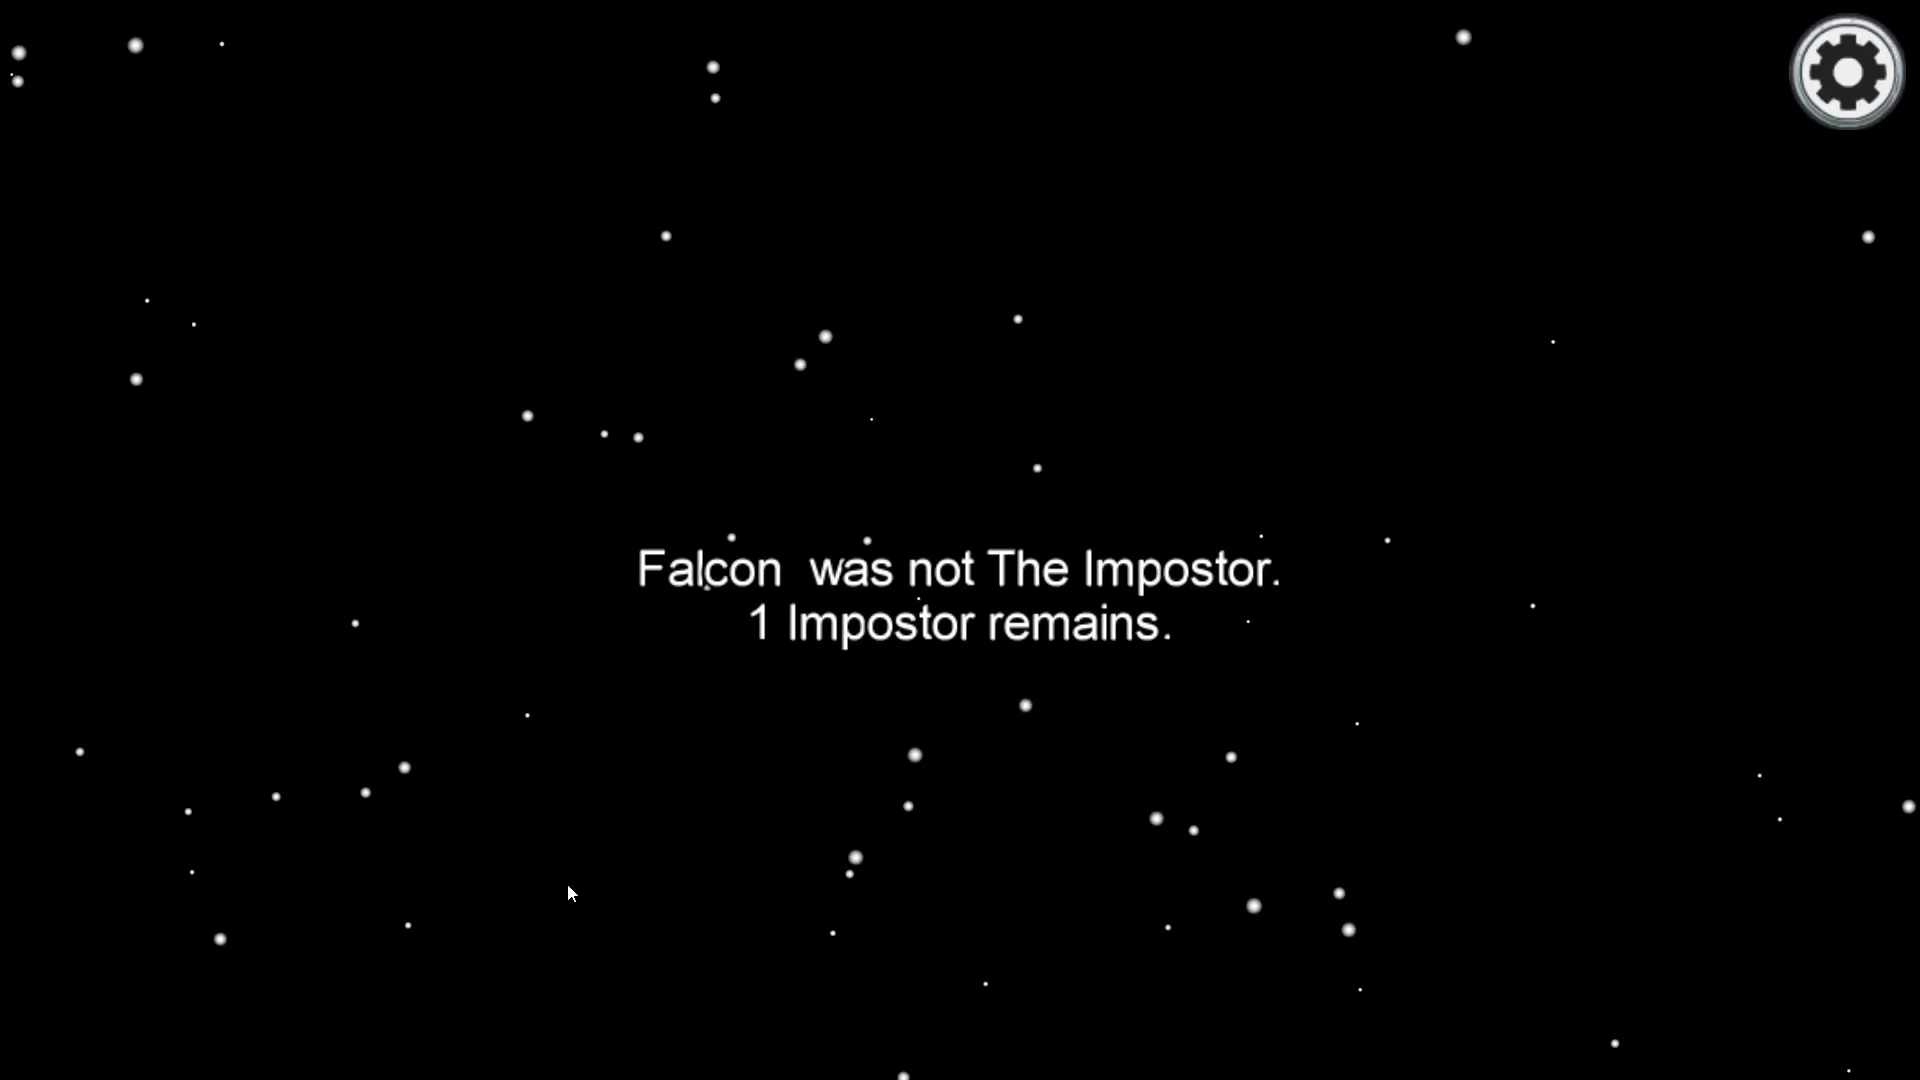 Falcon  was not The Impostor.
1 Impostor remains.